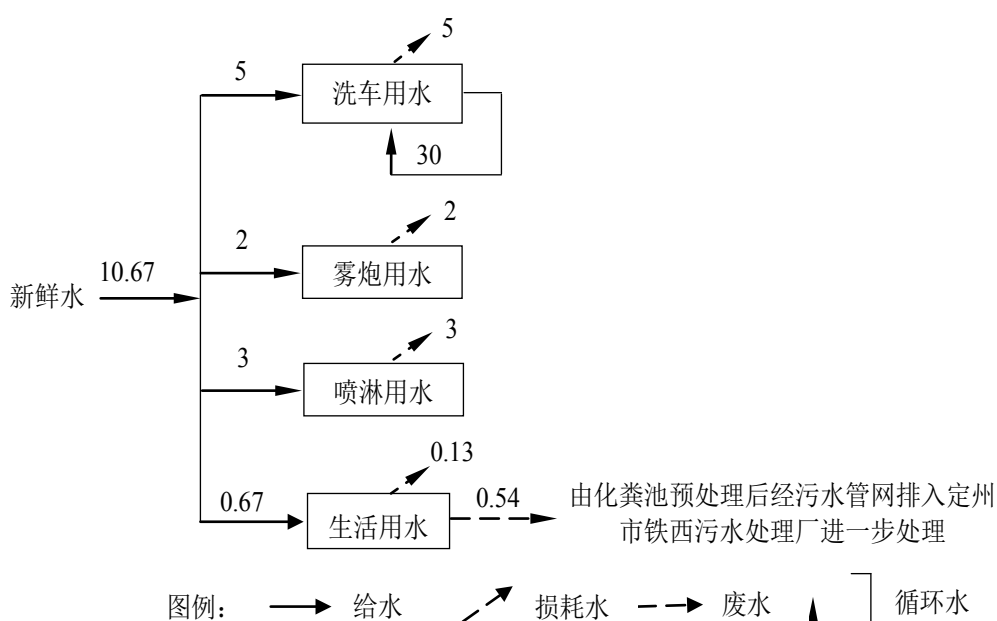 5
5
洗车用水
30
2
2
雾炮用水
10.67
新鲜水
3
3
喷淋用水
0.13
0.67
0.54
生活用水
由化粪池预处理后经污水管网排入定州
市铁西污水处理厂进一步处理
图例： 给水 损耗水 废水 循环水